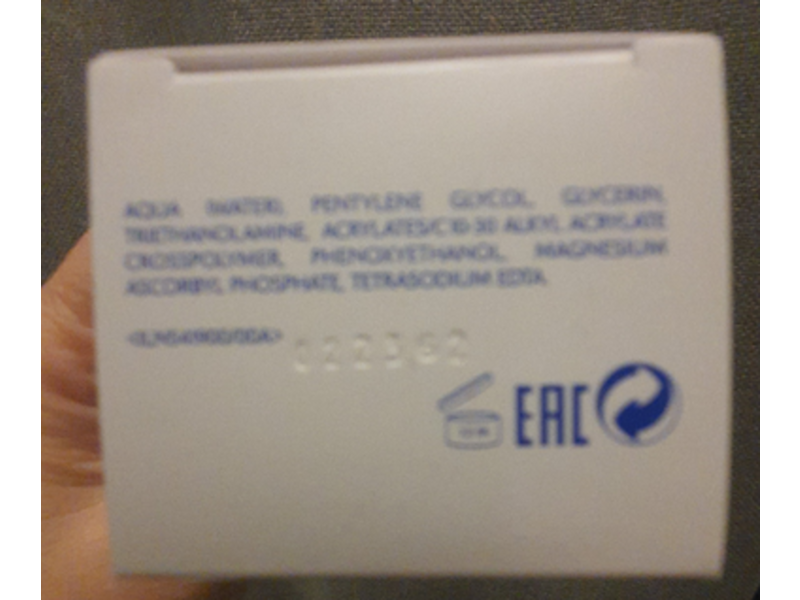 AQUA (WATER), PENTYLENE GLYCOL, GLYCERIN,
TRIETHANOLAMINE, ACRYLATES/C10-30 ALKYL ACRYLATE
CROSSPOLYMER, PHENOXYETHANOL, MAGNESIUM
ASCORBYL PHOSPHATE, TETRASODIUM EDTA.
EAC